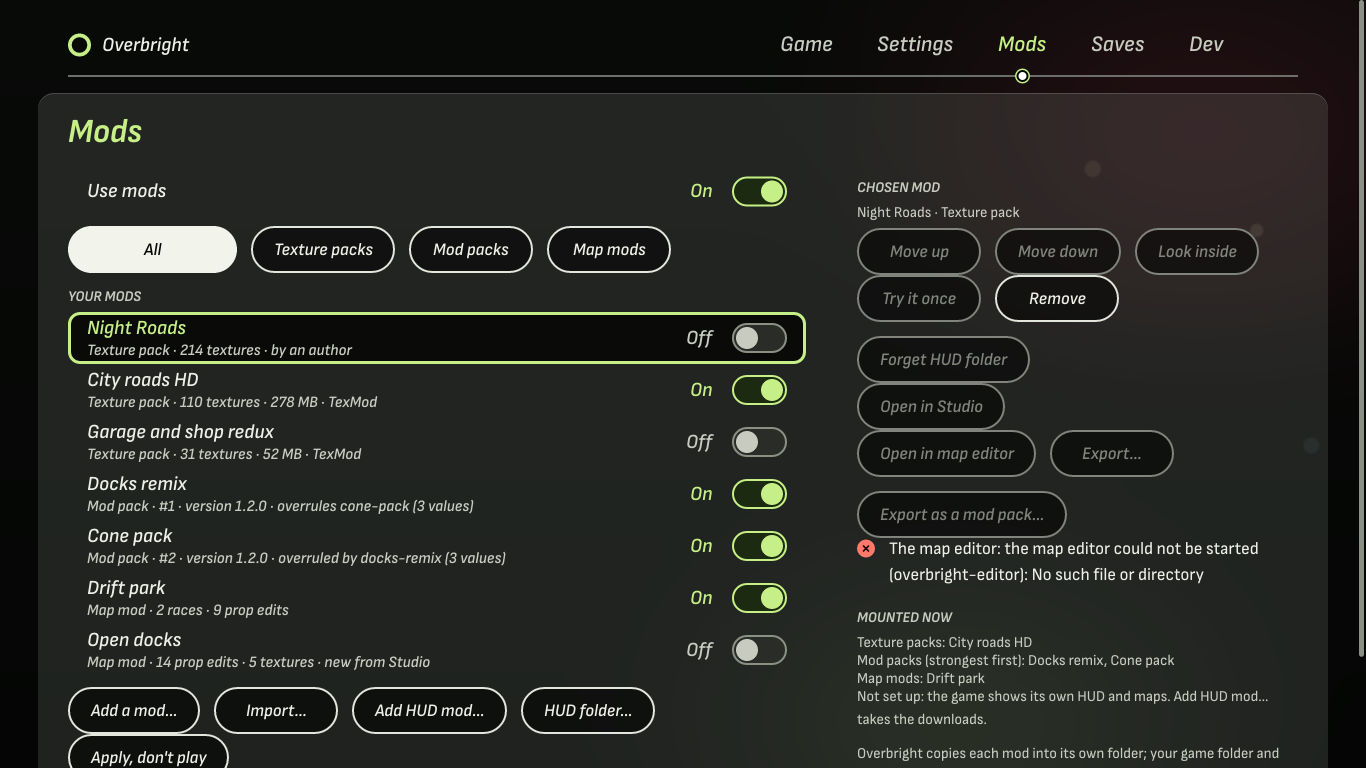 Overbright
Game Settings Mods Saves Dev
Mods
Use mods On
All Texture packs Mod packs Map mods
YOUR MODS
Night Roads Off
Texture pack · 214 textures · by an author
City roads HD On
Texture pack · 110 textures · 278 MB · TexMod
Garage and shop redux Off
Texture pack · 31 textures · 52 MB · TexMod
Docks remix On
Mod pack · #1 · version 1.2.0 · overrules cone-pack (3 values)
Cone pack On
Mod pack · #2 · version 1.2.0 · overruled by docks-remix (3 values)
Drift park On
Map mod · 2 races · 9 prop edits
Open docks Off
Map mod · 14 prop edits · 5 textures · new from Studio
Add a mod... Import... Add HUD mod... HUD folder...
Apply, don't play
CHOSEN MOD
Night Roads · Texture pack
Move up Move down Look inside
Try it once Remove
Forget HUD folder
Open in Studio
Open in map editor Export...
Export as a mod pack...
The map editor: the map editor could not be started
(overbright-editor): No such file or directory
MOUNTED NOW
Texture packs: City roads HD
Mod packs (strongest first): Docks remix, Cone pack
Map mods: Drift park
Not set up: the game shows its own HUD and maps. Add HUD mod...
takes the downloads.
Overbright copies each mod into its own folder; your game folder and